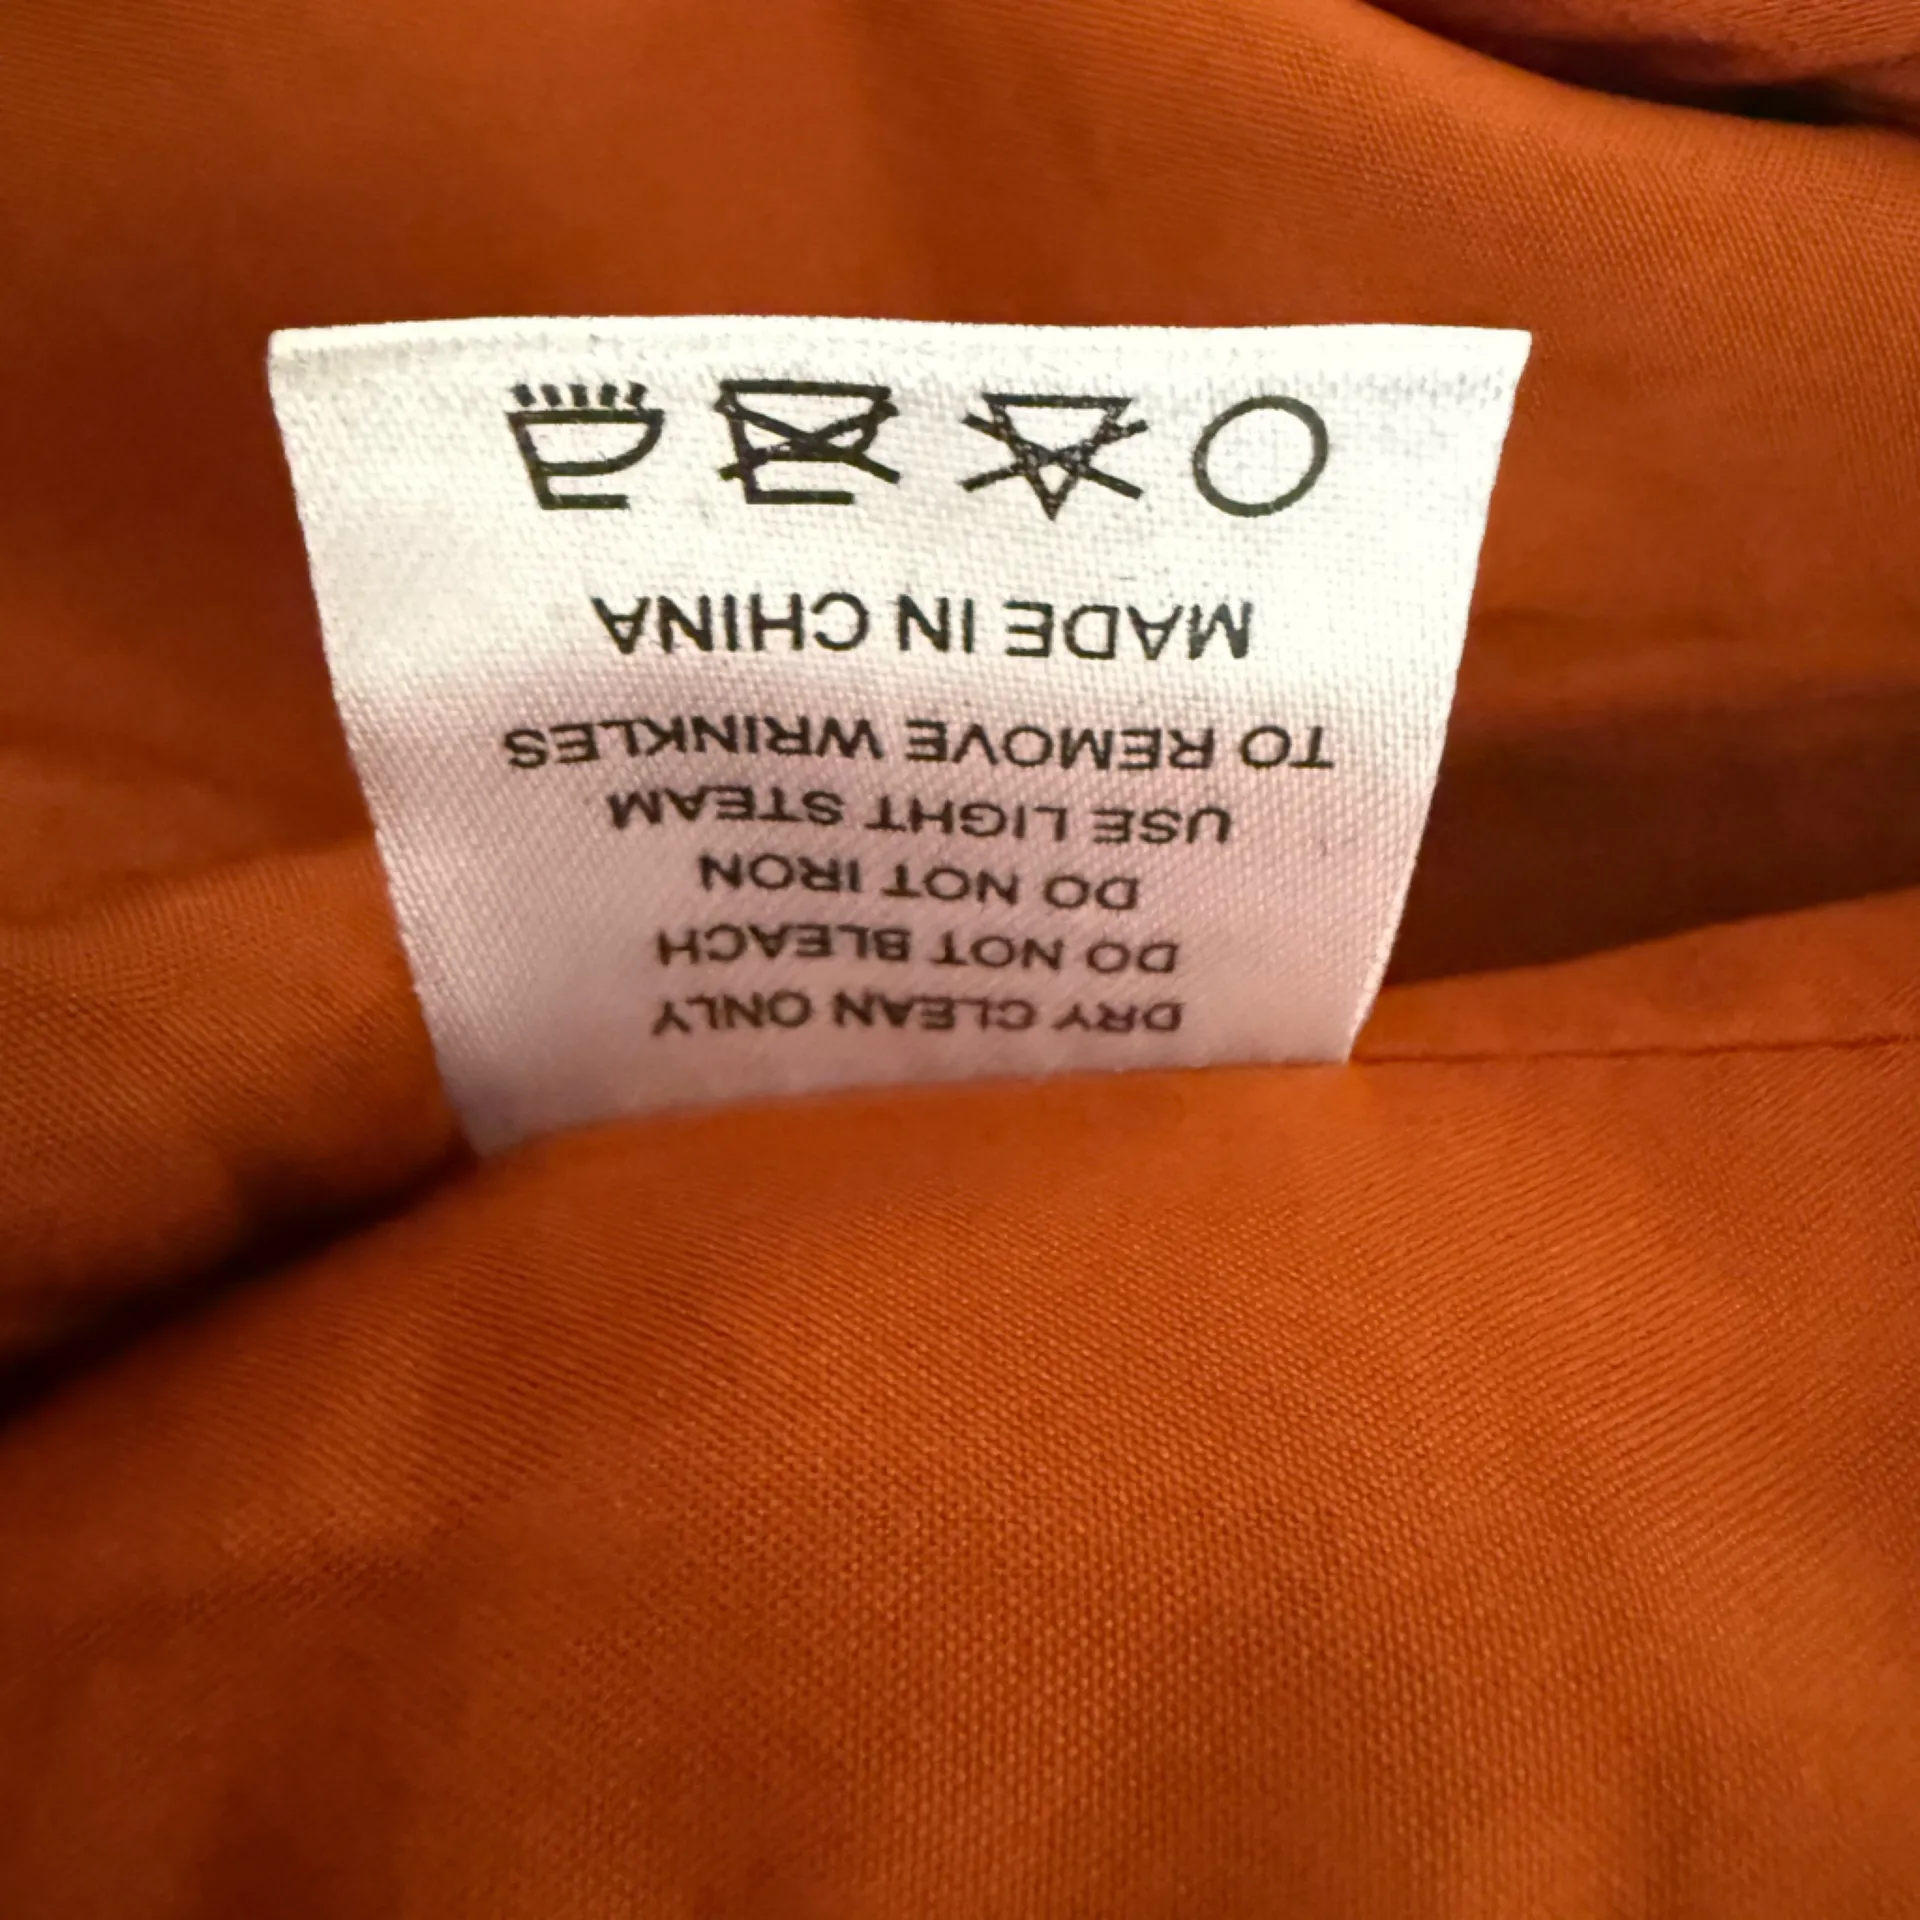 DRY CLEAN ONLY
DO NOT BLEACH
DO NOT IRON
USE LIGHT STEAM
TO REMOVE WRINKLES
MADE IN CHINA